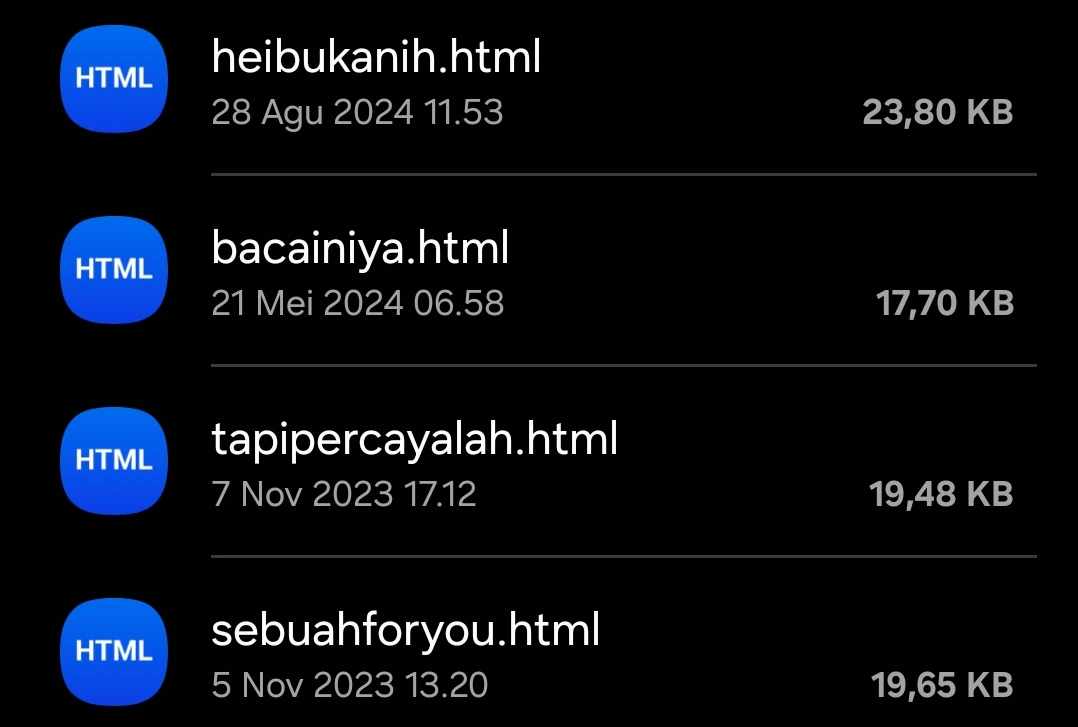 HTML
heibukanih.html
28 Agu 2024 11.53
23,80 KB
HTML
bacainiya.html
21 Mei 2024 06.58
17,70 KB
HTML
tapipercayalah.html
7 Nov 2023 17.12
19,48 KB
HTML
sebuahforyou.html
5 Nov 2023 13.20
19,65 KB